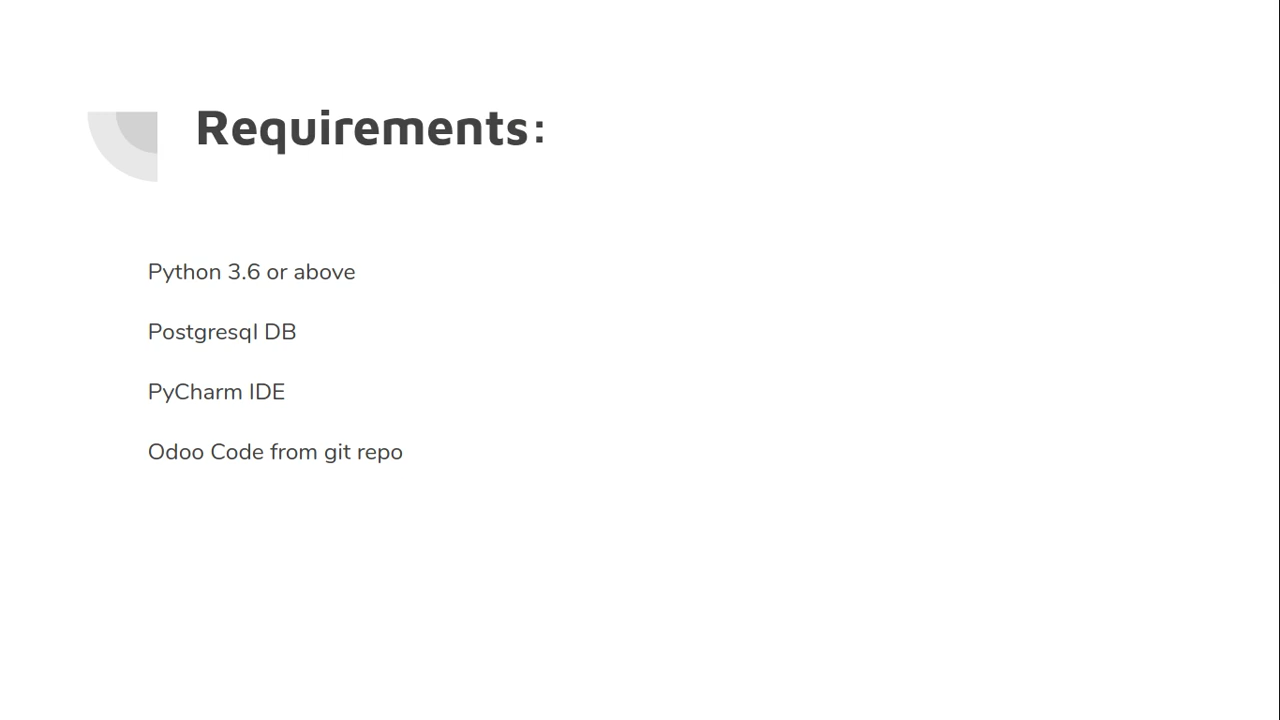 Requirements:
Python 3.6 or above
Postgresql DB
PyCharm IDE
Odoo Code from git repo